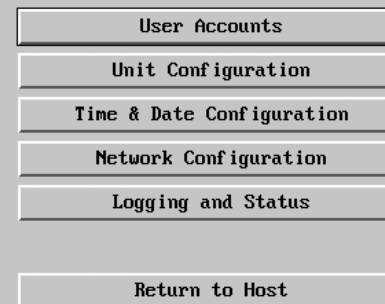 User Accounts
Unit Configuration
Time & Date Configuration
Network Configuration
Logging and Status
Return to Host